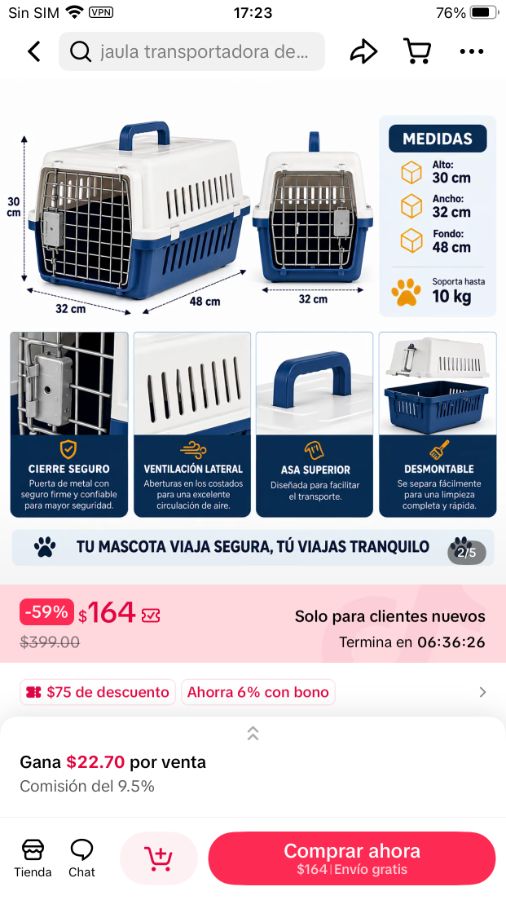 Sin SIM VPN 17:23 76%
jaula transportadora de...
MEDIDAS
Alto:
30 cm
Ancho:
32 cm
Fondo:
48 cm
Soporta hasta
10 kg
30
cm
32 cm
48 cm
32 cm
CIERRE SEGURO
Puerta de metal con
seguro firme y confiable
para mayor seguridad.
VENTILACIÓN LATERAL
Aberturas en los costados
para una excelente
circulación de aire.
ASA SUPERIOR
Diseñada para facilitar
el transporte.
DESMONTABLE
Se separa fácilmente
para una limpieza
completa y rápida.
TU MASCOTA VIAJA SEGURA, TÚ VIAJAS TRANQUILO
2/5
-59% $164
$399.00
Solo para clientes nuevos
Termina en 06:36:26
$75 de descuento
Ahorra 6% con bono
Gana $22.70 por venta
Comisión del 9.5%
Tienda
Chat
Comprar ahora
$164 | Envío gratis